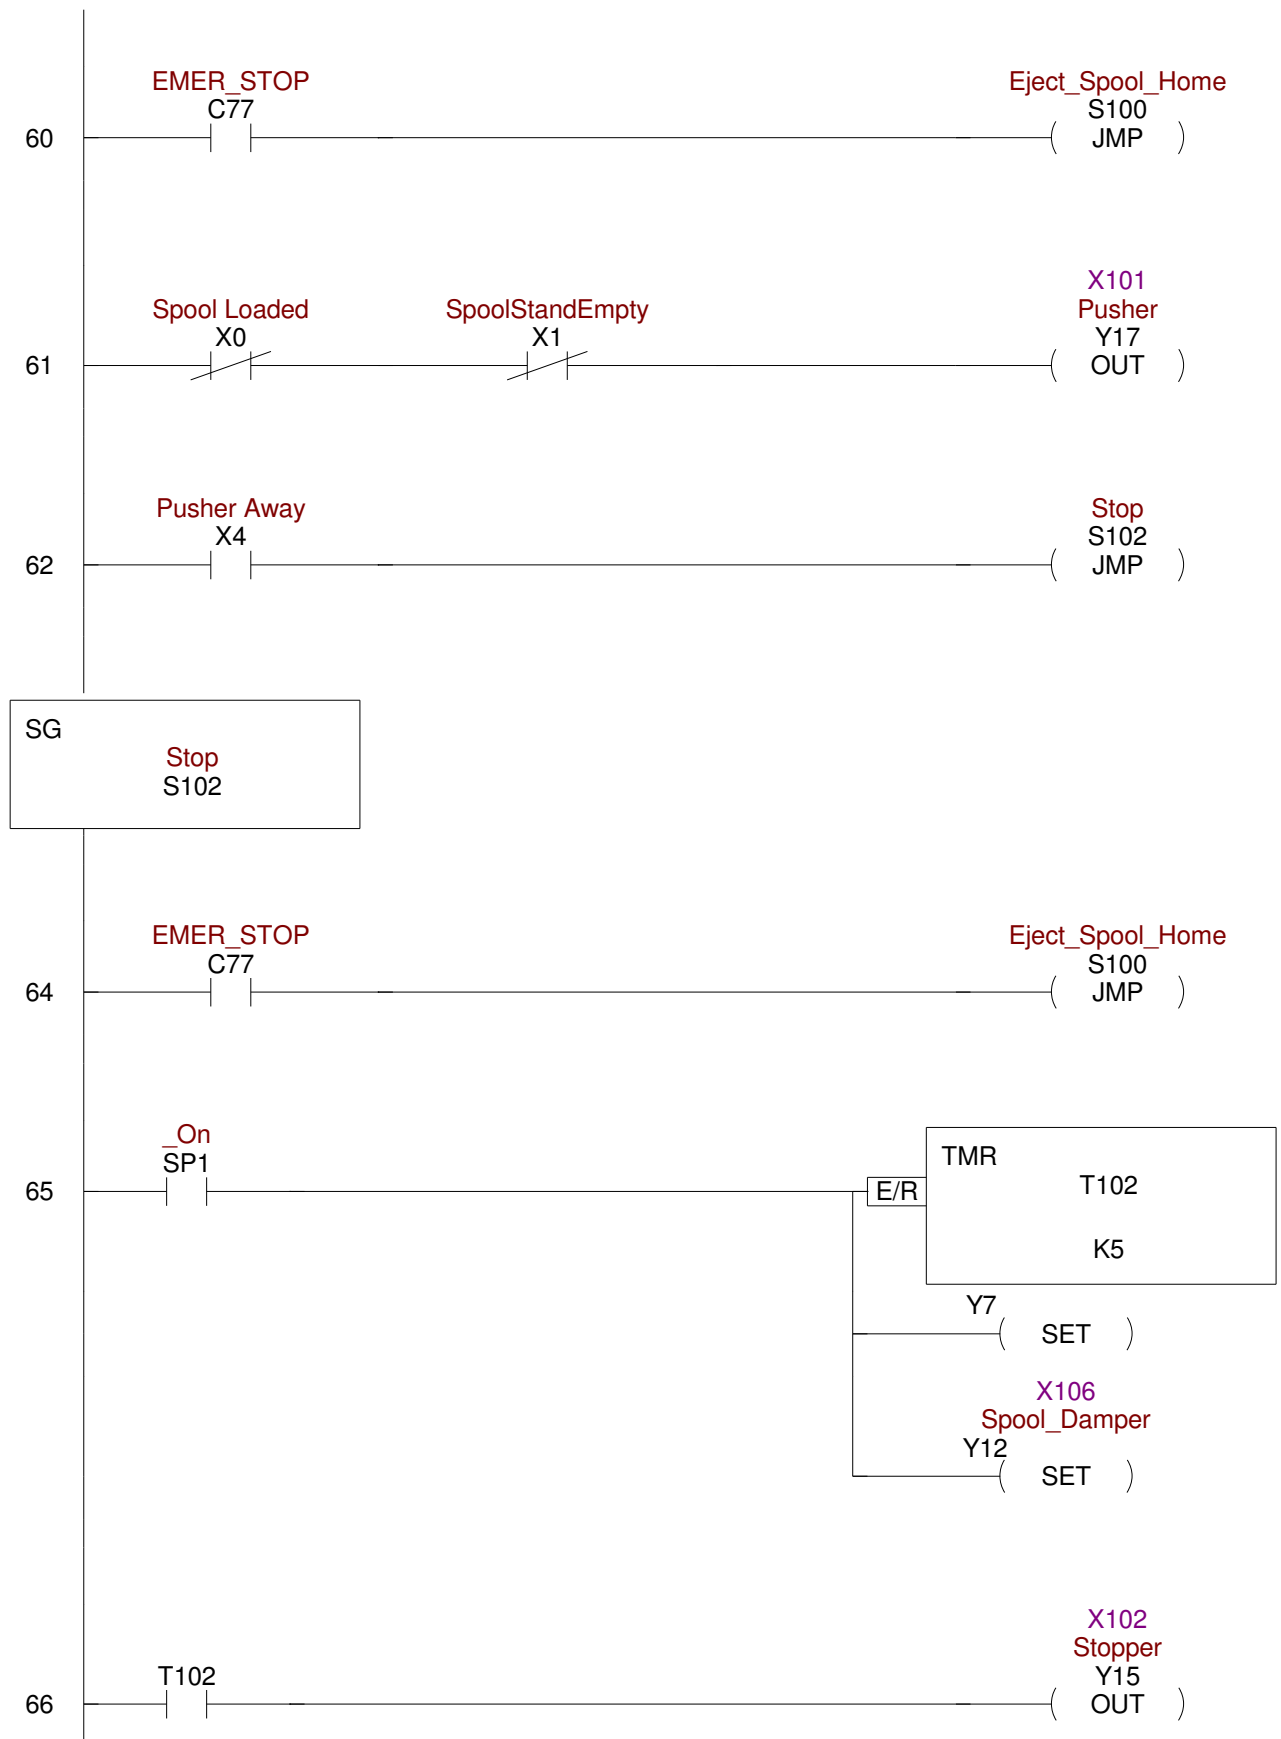 EMER_STOP
C77
Eject_Spool_Home
S100
60
JMP
Spool Loaded
X0
SpoolStandEmpty
X1
X101
Pusher
Y17
61
OUT
Pusher Away
X4
Stop
S102
62
JMP
SG
Stop
S102
EMER_STOP
C77
Eject_Spool_Home
S100
64
JMP
_On
SP1
65
E/R
TMR
T102
K5
Y7
SET
X106
Spool_Damper
Y12
SET
X102
Stopper
Y15
T102
66
OUT